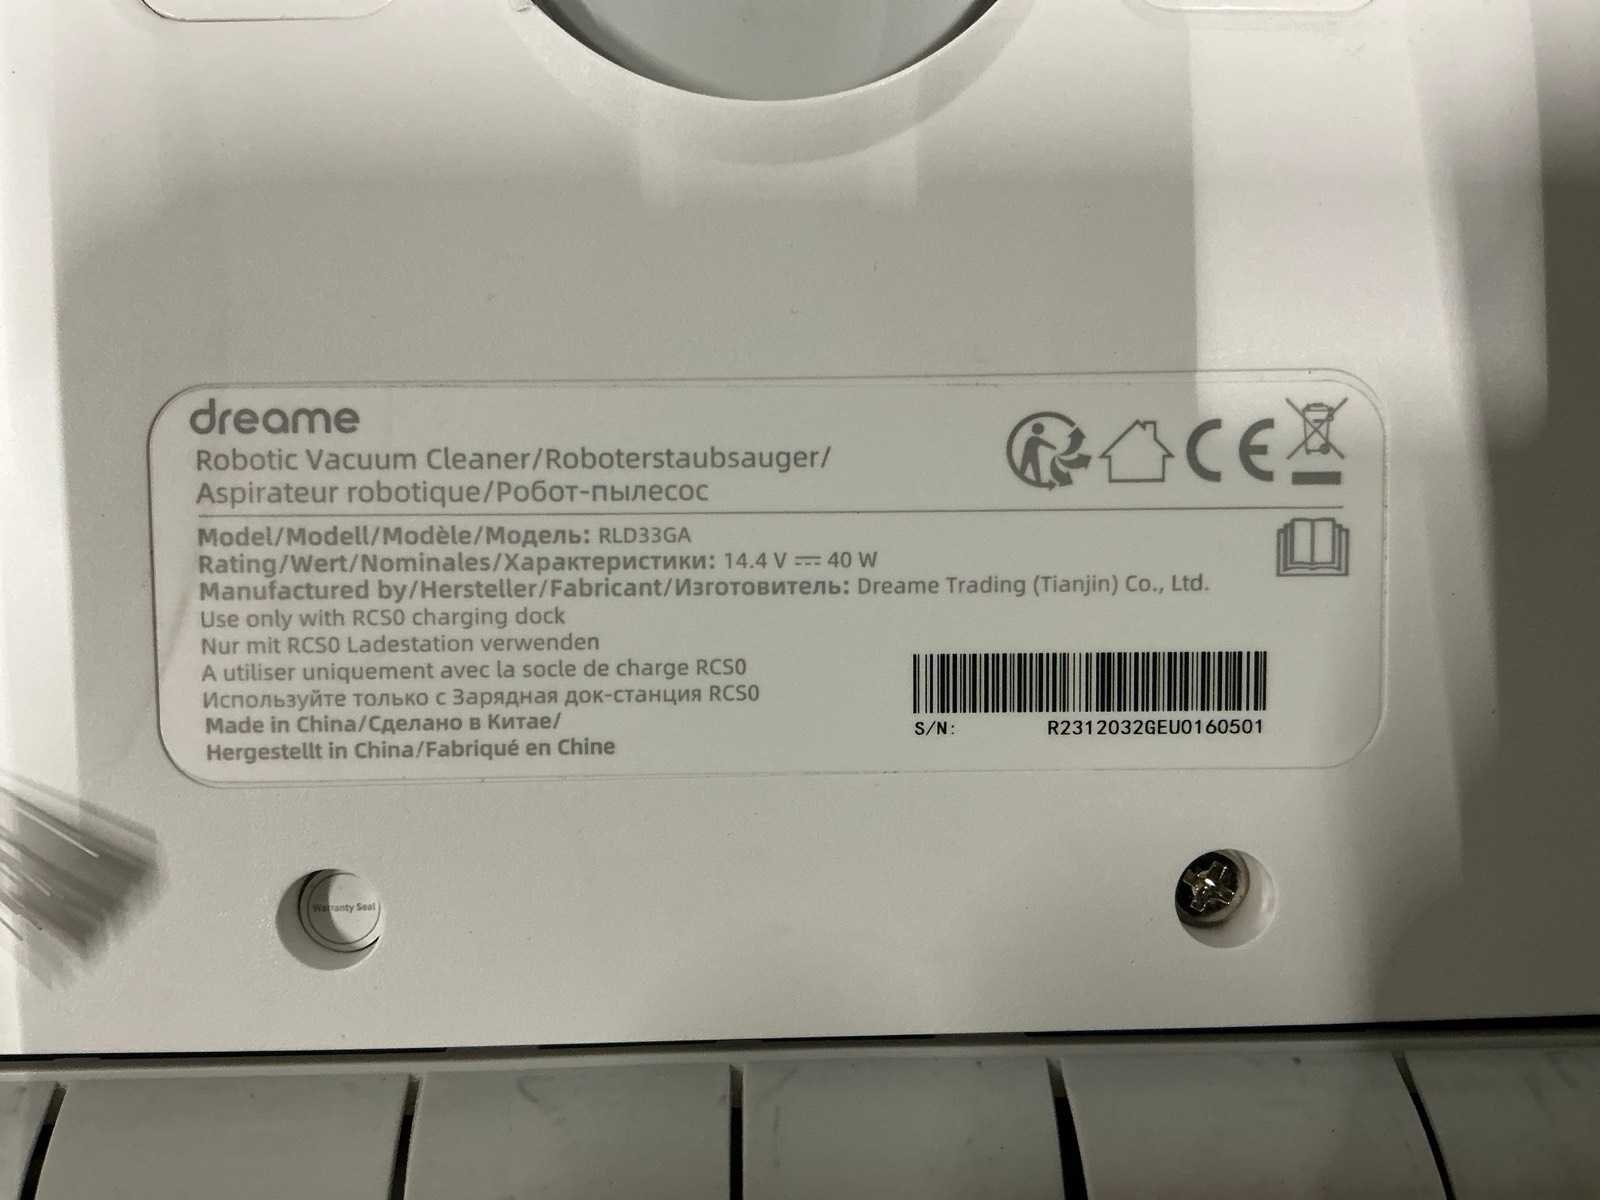 dreame
Robotic Vacuum Cleaner/Roboterstaubsauger/
Aspirateur robotique/Робот-пылесос
Model/Modell/Modèle/Модель: RLD33GA
Rating/Wert/Nominales/Характеристики: 14.4 V ⎓ 40 W
Manufactured by/Hersteller/Fabricant/Изготовитель: Dreame Trading (Tianjin) Co., Ltd.
Use only with RCS0 charging dock
Nur mit RCS0 Ladestation verwenden
A utiliser uniquement avec la socle de charge RCS0
Используйте только с Зарядная док-станция RCS0
Made in China/Сделано в Китае/
Hergestellt in China/Fabriqué en Chine
CE
S/N: R2312032GEU0160501
Warranty Seal